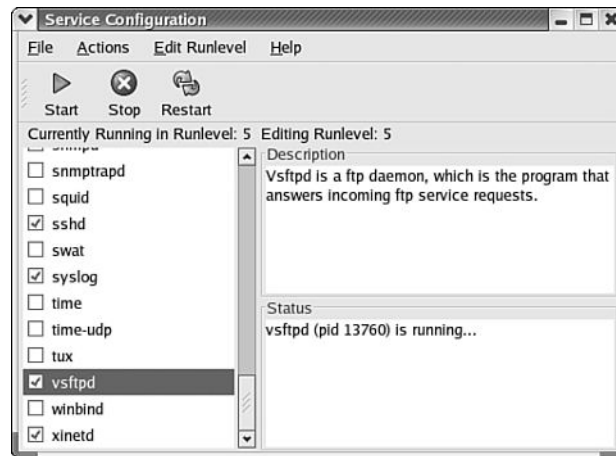 Service Configuration
File Actions Edit Runlevel Help
Start Stop Restart
Currently Running in Runlevel: 5 Editing Runlevel: 5
snmptrapd
squid
sshd
swat
syslog
time
time-udp
tux
vsftpd
winbind
xinetd
Description
Vsftpd is a ftp daemon, which is the program that
answers incoming ftp service requests.
Status
vsftpd (pid 13760) is running...